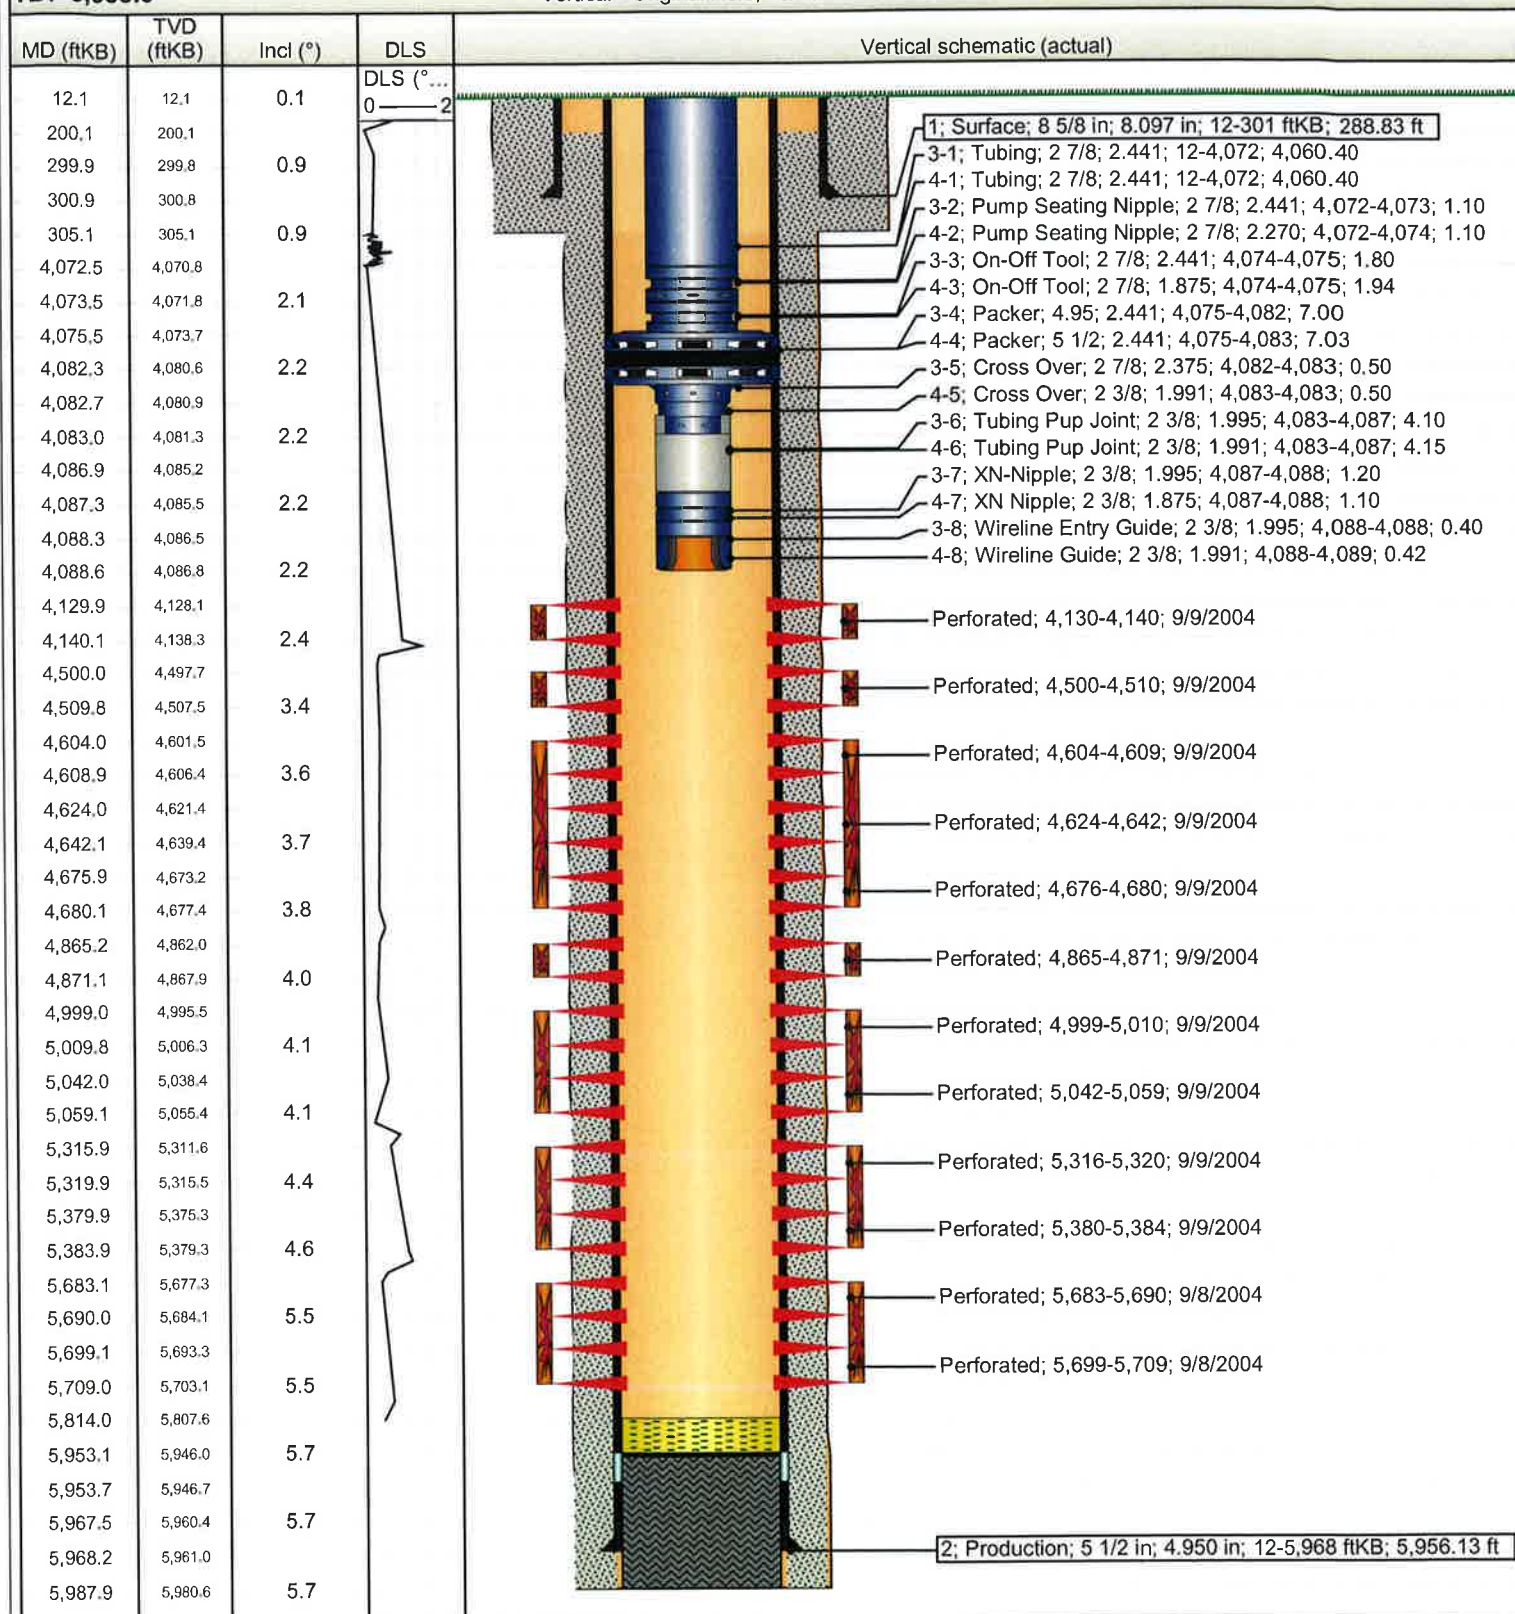 MD (ftKB) TVD (ftKB) Incl (°) DLS Vertical schematic (actual)
DLS (°...
0 2
12.1 12.1 0.1
200.1 200.1
299.9 299.8 0.9
300.9 300.8
305.1 305.1 0.9
4,072.5 4,070.8
4,073.5 4,071.8 2.1
4,075.5 4,073.7
4,082.3 4,080.6 2.2
4,082.7 4,080.9
4,083.0 4,081.3 2.2
4,086.9 4,085.2
4,087.3 4,085.5 2.2
4,088.3 4,086.5
4,088.6 4,086.8 2.2
4,129.9 4,128.1
4,140.1 4,138.3 2.4
4,500.0 4,497.7
4,509.8 4,507.5 3.4
4,604.0 4,601.5
4,608.9 4,606.4 3.6
4,624.0 4,621.4
4,642.1 4,639.4 3.7
4,675.9 4,673.2
4,680.1 4,677.4 3.8
4,865.2 4,862.0
4,871.1 4,867.9 4.0
4,999.0 4,995.5
5,009.8 5,006.3 4.1
5,042.0 5,038.4
5,059.1 5,055.4 4.1
5,315.9 5,311.6
5,319.9 5,315.5 4.4
5,379.9 5,375.3
5,383.9 5,379.3 4.6
5,683.1 5,677.3
5,690.0 5,684.1 5.5
5,699.1 5,693.3
5,709.0 5,703.1 5.5
5,814.0 5,807.6
5,953.1 5,946.0 5.7
5,953.7 5,946.7
5,967.5 5,960.4 5.7
5,968.2 5,961.0
5,987.9 5,980.6 5.7
1; Surface; 8 5/8 in; 8.097 in; 12-301 ftKB; 288.83 ft
3-1; Tubing; 2 7/8; 2.441; 12-4,072; 4,060.40
4-1; Tubing; 2 7/8; 2.441; 12-4,072; 4,060.40
3-2; Pump Seating Nipple; 2 7/8; 2.441; 4,072-4,073; 1.10
4-2; Pump Seating Nipple; 2 7/8; 2.270; 4,072-4,074; 1.10
3-3; On-Off Tool; 2 7/8; 2.441; 4,074-4,075; 1.80
4-3; On-Off Tool; 2 7/8; 1.875; 4,074-4,075; 1.94
3-4; Packer; 4.95; 2.441; 4,075-4,082; 7.00
4-4; Packer; 5 1/2; 2.441; 4,075-4,083; 7.03
3-5; Cross Over; 2 7/8; 2.375; 4,082-4,083; 0.50
4-5; Cross Over; 2 3/8; 1.991; 4,083-4,083; 0.50
3-6; Tubing Pup Joint; 2 3/8; 1.995; 4,083-4,087; 4.10
4-6; Tubing Pup Joint; 2 3/8; 1.991; 4,083-4,087; 4.15
3-7; XN-Nipple; 2 3/8; 1.995; 4,087-4,088; 1.20
4-7; XN Nipple; 2 3/8; 1.875; 4,087-4,088; 1.10
3-8; Wireline Entry Guide; 2 3/8; 1.995; 4,088-4,088; 0.40
4-8; Wireline Guide; 2 3/8; 1.991; 4,088-4,089; 0.42
Perforated; 4,130-4,140; 9/9/2004
Perforated; 4,500-4,510; 9/9/2004
Perforated; 4,604-4,609; 9/9/2004
Perforated; 4,624-4,642; 9/9/2004
Perforated; 4,676-4,680; 9/9/2004
Perforated; 4,865-4,871; 9/9/2004
Perforated; 4,999-5,010; 9/9/2004
Perforated; 5,042-5,059; 9/9/2004
Perforated; 5,316-5,320; 9/9/2004
Perforated; 5,380-5,384; 9/9/2004
Perforated; 5,683-5,690; 9/8/2004
Perforated; 5,699-5,709; 9/8/2004
2; Production; 5 1/2 in; 4.950 in; 12-5,968 ftKB; 5,956.13 ft